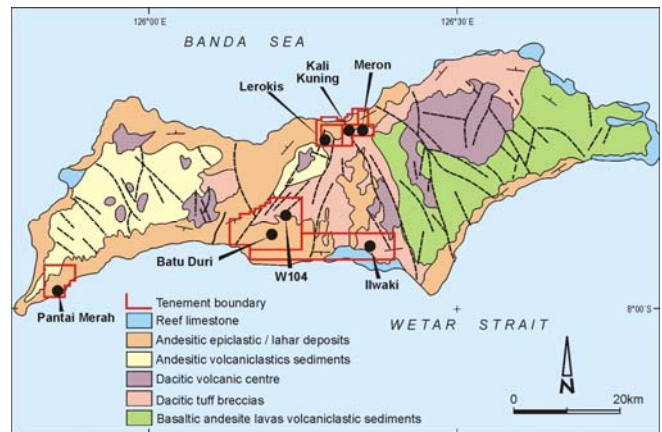 126°00'E
126°30'E
BANDA SEA
Kali
Kuning
Meron
Lerokis
Batu Duri
W104
Ilwaki
Pantai Merah
8°00'S
WETAR STRAIT
Tenement boundary
Reef limestone
Andesitic epiclastic / lahar deposits
Andesitic volcaniclastics sediments
Dacitic volcanic centre
Dacitic tuff breccias
Basaltic andesite lavas volcaniclastic sediments
N
0
20km